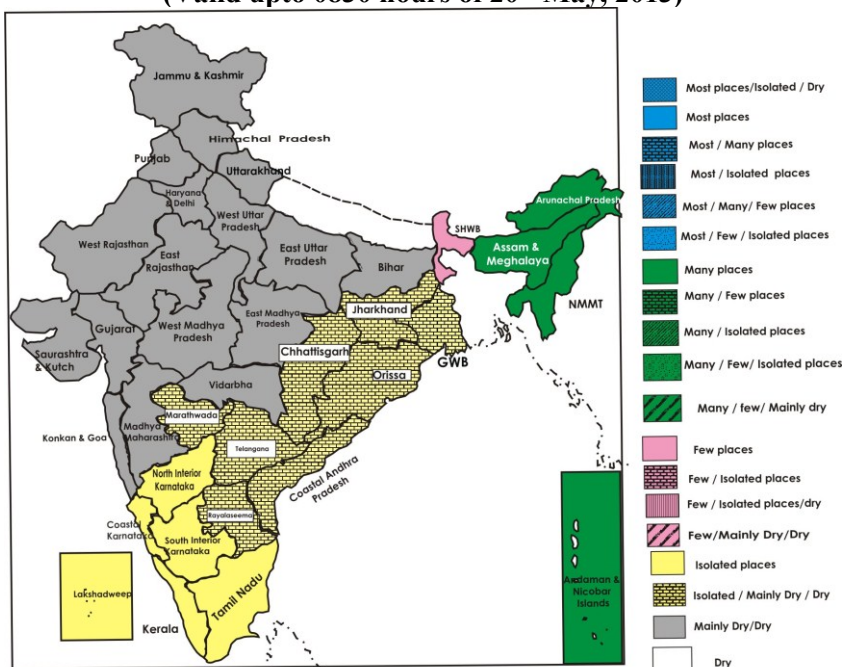 (Valid upto 0830 hours of 20th May, 2013)
Jammu & Kashmir
Himachal Pradesh
Punjab
Uttarakhand
Haryana
& Delhi
West Uttar
Pradesh
Arunachal Pradesh
West Rajasthan
East
Rajasthan
East Uttar
Pradesh
SHWB
Assam &
Meghalaya
Bihar
NMMT
Gujarat
West Madhya
Pradesh
East Madhya
Pradesh
Jharkhand
Saurashtra
& Kutch
Chhattisgarh
GWB
Orissa
Vidarbha
Marathwada
Konkan & Goa
Madhya
Maharashtra
Telangana
North Interior
Karnataka
Coastal Andhra
Pradesh
Rayalaseema
Coastal
Karnataka
South Interior
Karnataka
Lakshadweep
Tamil Nadu
Kerala
Andaman &
Nicobar
Islands
Most places/Isolated / Dry
Most places
Most / Many places
Most / Isolated places
Most / Many/ Few places
Most / Few / Isolated places
Many places
Many / Few places
Many / Isolated places
Many / Few/ Isolated places
Many / few/ Mainly dry
Few places
Few / Isolated places
Few / Isolated places/dry
Few/Mainly Dry/Dry
Isolated places
Isolated / Mainly Dry / Dry
Mainly Dry/Dry
Dry